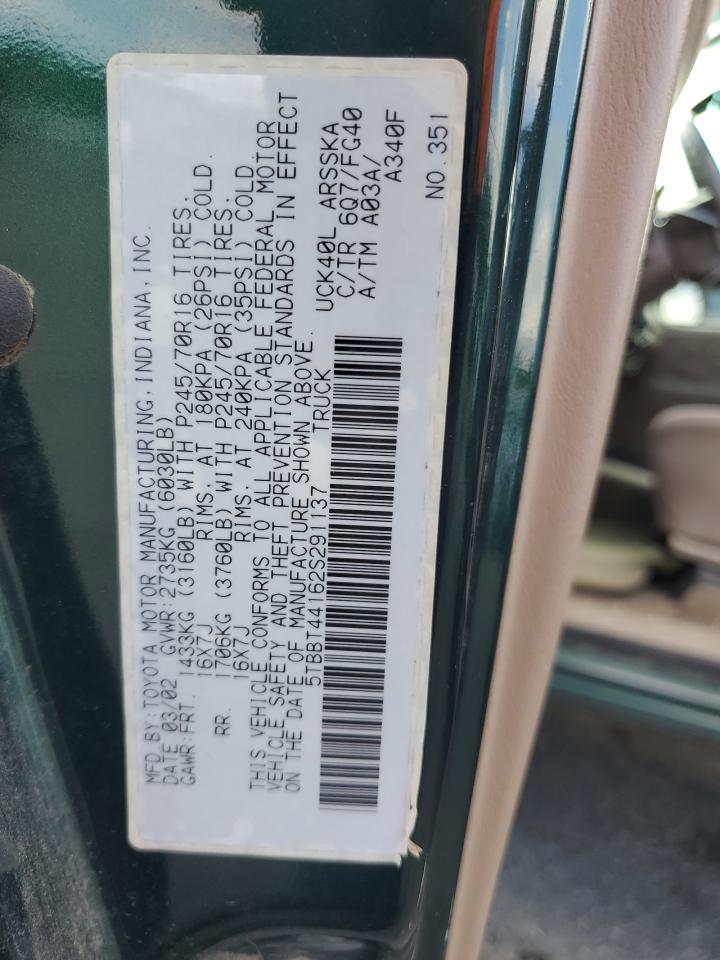 MFD. BY: TOYOTA MOTOR MANUFACTURING, INDIANA, INC.
DATE 03/02 GVWR: 2735KG (6030LB)
GAWR: FRT. 1433KG (3160LB) WITH P245/70R16 TIRES,
16X7J RIMS, AT 180KPA (26PSI) COLD.
RR. 1706KG (3760LB) WITH P245/70R16 TIRES,
16X7J RIMS, AT 240KPA (35PSI) COLD.
THIS VEHICLE CONFORMS TO ALL APPLICABLE FEDERAL MOTOR
VEHICLE SAFETY AND THEFT PREVENTION STANDARDS IN EFFECT
ON THE DATE OF MANUFACTURE SHOWN ABOVE.
5TBBT44162S291137 TRUCK
UCK40L ARSSKA
C/TR 6Q7/FG40
A/TM A03A/
A340F
NO. 351